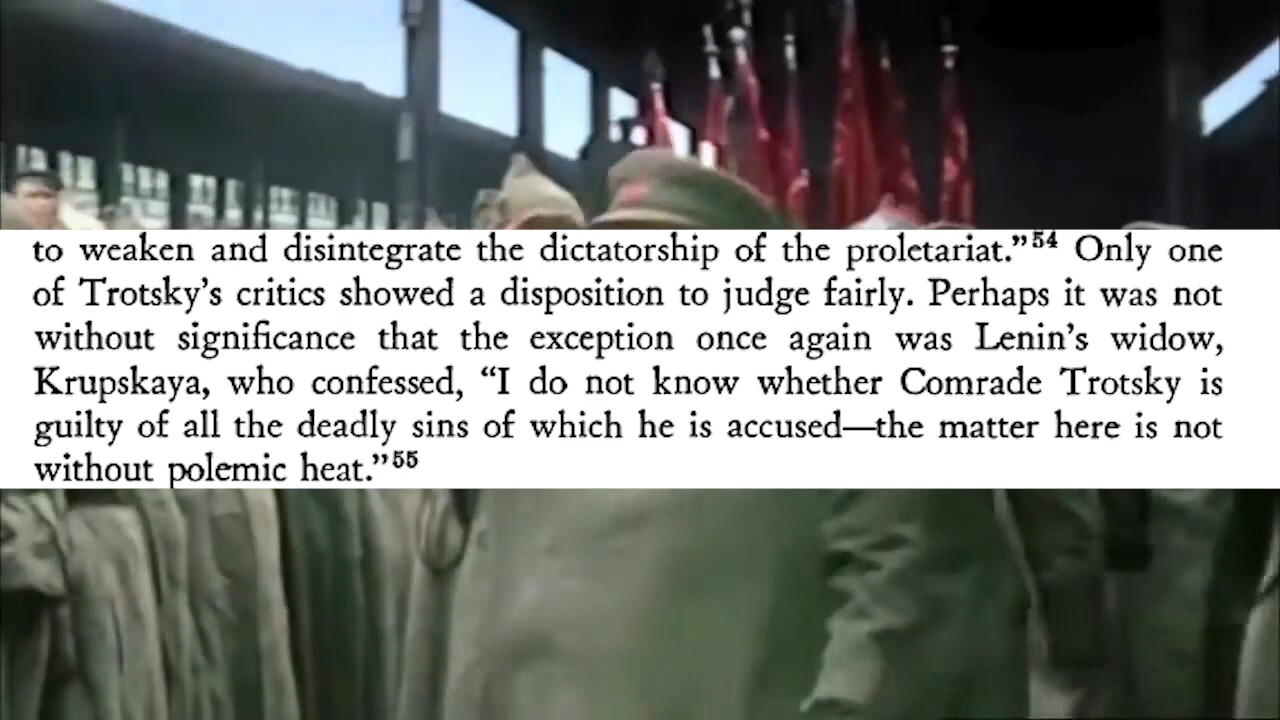 to weaken and disintegrate the dictatorship of the proletariat.”54 Only one
of Trotsky’s critics showed a disposition to judge fairly. Perhaps it was not
without significance that the exception once again was Lenin’s widow,
Krupskaya, who confessed, “I do not know whether Comrade Trotsky is
guilty of all the deadly sins of which he is accused—the matter here is not
without polemic heat.”55